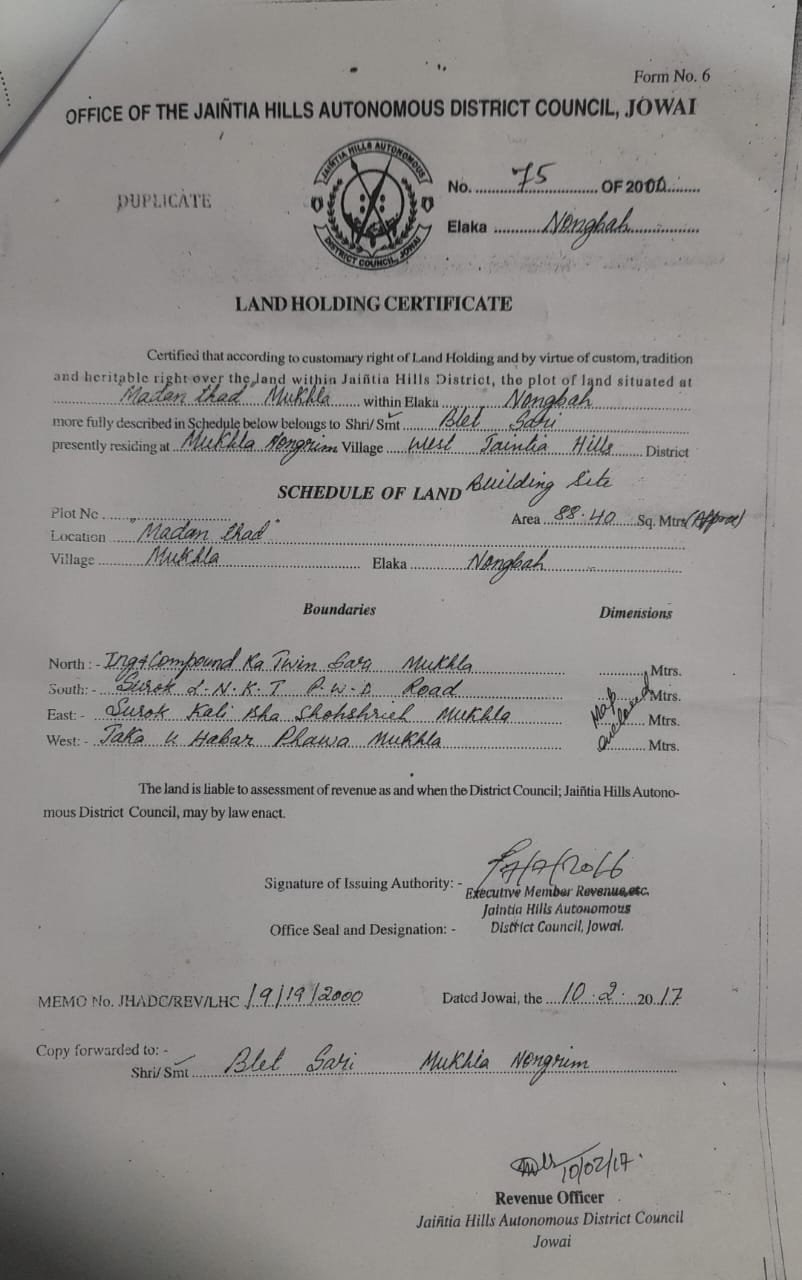 Form No. 6
OFFICE OF THE JAIÑTIA HILLS AUTONOMOUS DISTRICT COUNCIL, JOWAI
JAIÑTIA HILLS AUTONOMOUS
DISTRICT COUNCIL, JOWAI
DUPLICATE
No. 75 OF 2000
Elaka Nongbah
LAND HOLDING CERTIFICATE
Certified that according to customary right of Land Holding and by virtue of custom, tradition
and heritable right over the land within Jaiñtia Hills District, the plot of land situated at
Madan Mukhla within Elaka Nongbah
more fully described in Schedule below belongs to Shri/ Smt Blet Sari
presently residing at Mukhla Nongrim Village West Jaintia Hills District
SCHEDULE OF LAND Building Site
Plot No
Area 88.40 Sq. Mtrs (Approx)
Location Madan
Village Mukhla Elaka Nongbah
Boundaries Dimensions
North : - Ing+Compound Ka Twin Sari Mukhla Mtrs.
South: - Surok P.W.D Road Mtrs.
East: - Surok Kali Mukhla Mtrs.
West: - U Habar Mukhla Mtrs.
The land is liable to assessment of revenue as and when the District Council; Jaiñtia Hills Autono-
mous District Council, may by law enact.
Signature of Issuing Authority: -
Executive Member Revenue,etc.
Jaintia Hills Autonomous
District Council, Jowai.
Office Seal and Designation: -
MEMO No. JHADC/REV/LHC /9/19/2000 Dated Jowai, the 10.2. 2017
Copy forwarded to: -
Shri/ Smt Blet Sari Mukhla Nongrim
10/02/17
Revenue Officer
Jaiñtia Hills Autonomous District Council
Jowai